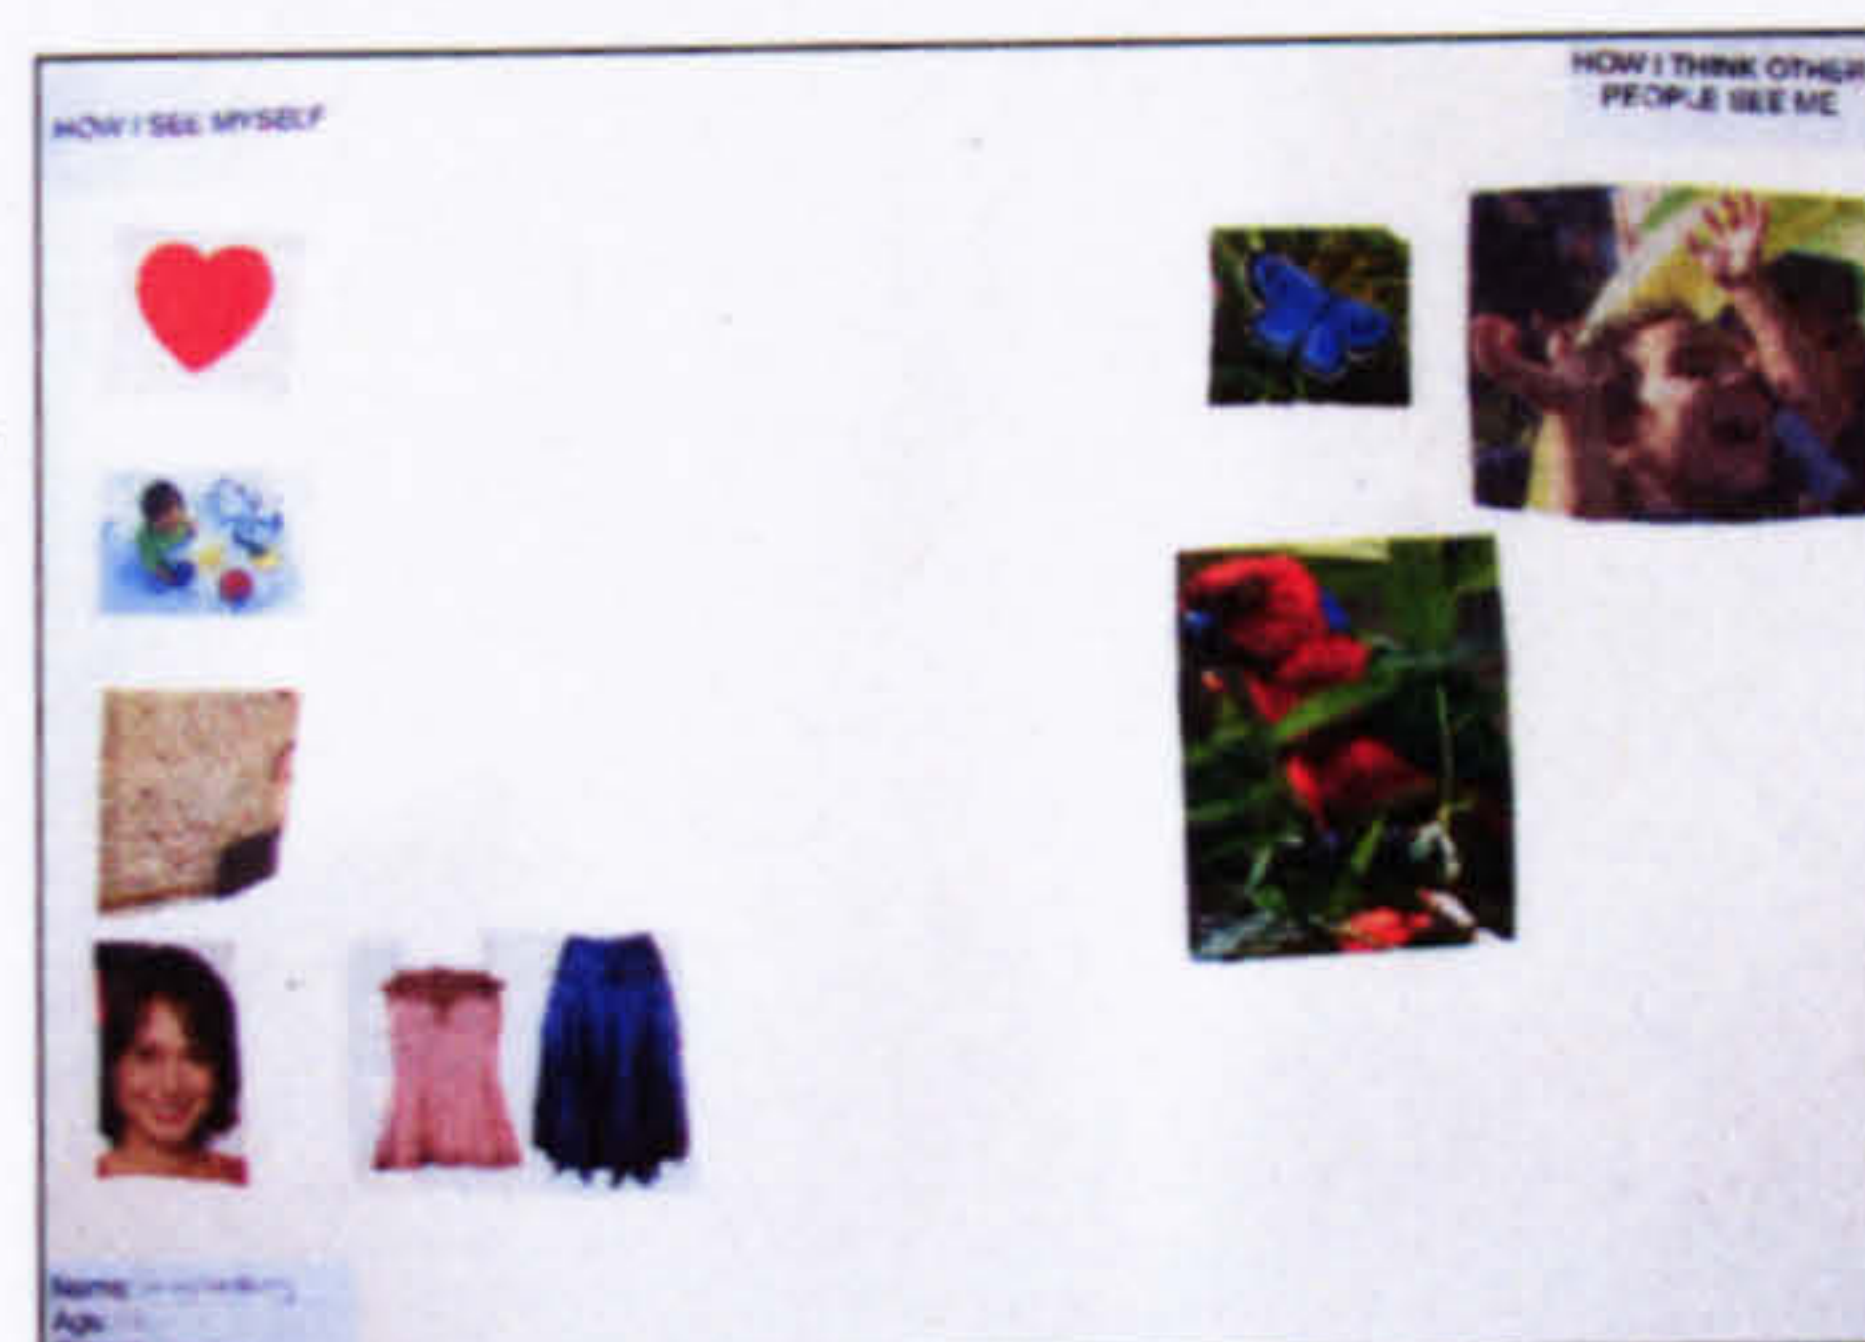 HOW I SEE MYSELF
HOW I THINK OTHER
PEOPLE SEE ME
Name
Age